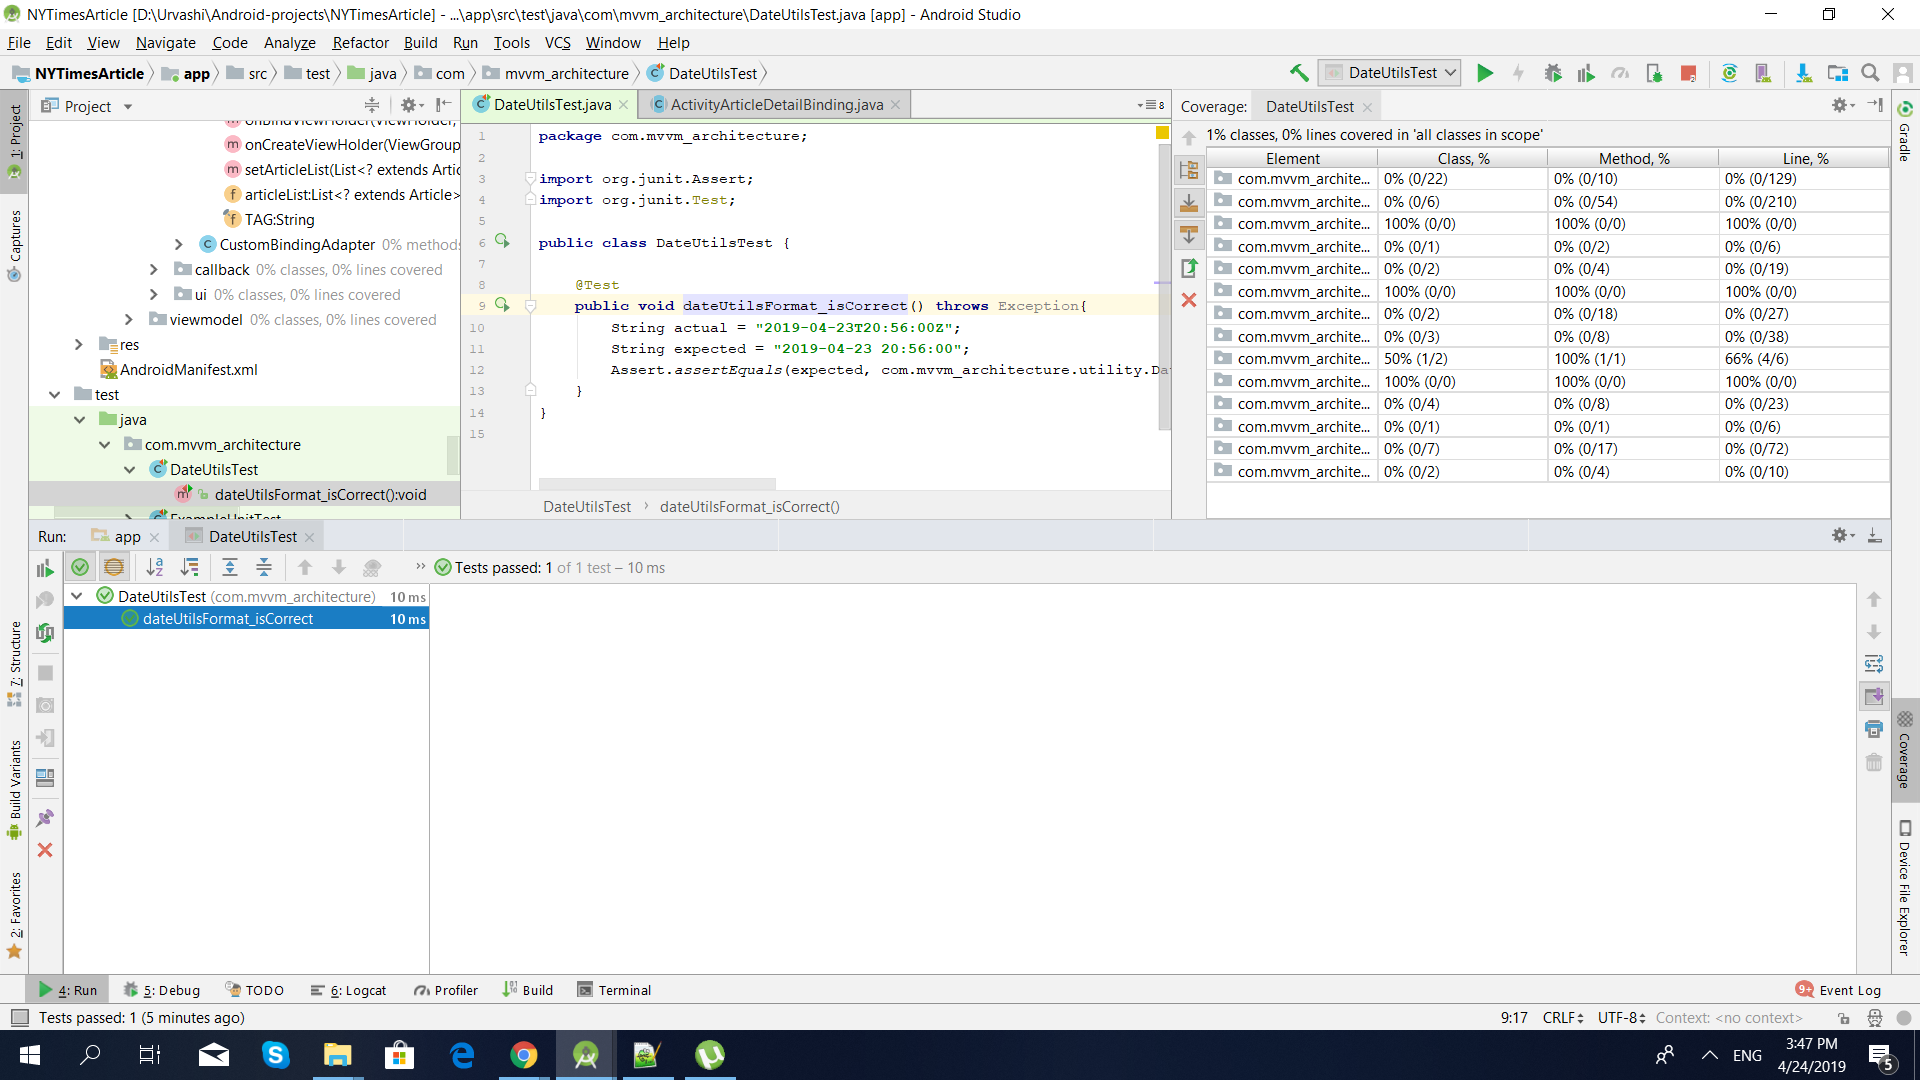 NYTimesArticle [D:\Urvashi\Android-projects\NYTimesArticle] - ...\app\src\test\java\com\mvvm_architecture\DateUtilsTest.java [app] - Android Studio
File Edit View Navigate Code Analyze Refactor Build Run Tools VCS Window Help
NYTimesArticle app src test java com mvvm_architecture DateUtilsTest
DateUtilsTest
1: Project
Captures
7: Structure
Build Variants
2: Favorites
Project
onCreateViewHolder(ViewGroup
setArticleList(List<? extends Artic
articleList:List<? extends Article>
TAG:String
CustomBindingAdapter 0% methods
callback 0% classes, 0% lines covered
ui 0% classes, 0% lines covered
viewmodel 0% classes, 0% lines covered
res
AndroidManifest.xml
test
java
com.mvvm_architecture
DateUtilsTest
dateUtilsFormat_isCorrect():void
ExampleUnitTest
DateUtilsTest.java ActivityArticleDetailBinding.java
8
1 package com.mvvm_architecture;
2
3 import org.junit.Assert;
4 import org.junit.Test;
5
6 public class DateUtilsTest {
7
8 @Test
9 public void dateUtilsFormat_isCorrect() throws Exception{
10 String actual = "2019-04-23T20:56:00Z";
11 String expected = "2019-04-23 20:56:00";
12 Assert.assertEquals(expected, com.mvvm_architecture.utility.Da
13 }
14 }
15
DateUtilsTest › dateUtilsFormat_isCorrect()
Coverage: DateUtilsTest
1% classes, 0% lines covered in 'all classes in scope'
Element Class, % Method, % Line, %
com.mvvm_archite... 0% (0/22) 0% (0/10) 0% (0/129)
com.mvvm_archite... 0% (0/6) 0% (0/54) 0% (0/210)
com.mvvm_archite... 100% (0/0) 100% (0/0) 100% (0/0)
com.mvvm_archite... 0% (0/1) 0% (0/2) 0% (0/6)
com.mvvm_archite... 0% (0/2) 0% (0/4) 0% (0/19)
com.mvvm_archite... 100% (0/0) 100% (0/0) 100% (0/0)
com.mvvm_archite... 0% (0/2) 0% (0/18) 0% (0/27)
com.mvvm_archite... 0% (0/3) 0% (0/8) 0% (0/38)
com.mvvm_archite... 50% (1/2) 100% (1/1) 66% (4/6)
com.mvvm_archite... 100% (0/0) 100% (0/0) 100% (0/0)
com.mvvm_archite... 0% (0/4) 0% (0/8) 0% (0/23)
com.mvvm_archite... 0% (0/1) 0% (0/1) 0% (0/6)
com.mvvm_archite... 0% (0/7) 0% (0/17) 0% (0/72)
com.mvvm_archite... 0% (0/2) 0% (0/4) 0% (0/10)
Gradle
Coverage
Device File Explorer
Run: app DateUtilsTest
Tests passed: 1 of 1 test – 10 ms
DateUtilsTest (com.mvvm_architecture) 10 ms
dateUtilsFormat_isCorrect 10 ms
4: Run 5: Debug TODO 6: Logcat Profiler Build Terminal 9+ Event Log
Tests passed: 1 (5 minutes ago) 9:17 CRLF UTF-8 Context: <no context>
ENG 3:47 PM
4/24/2019
5